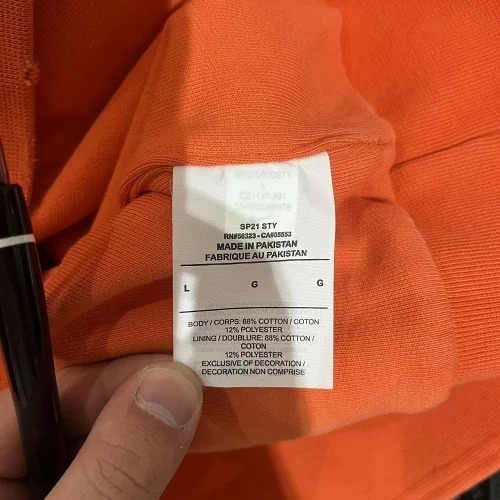 SP21 STY
RN#56323 - CA#05553
MADE IN PAKISTAN
FABRIQUE AU PAKISTAN
L G G
BODY / CORPS: 88% COTTON / COTON
12% POLYESTER
LINING / DOUBLURE: 88% COTTON /
COTON
12% POLYESTER
EXCLUSIVE OF DECORATION /
DECORATION NON COMPRISE